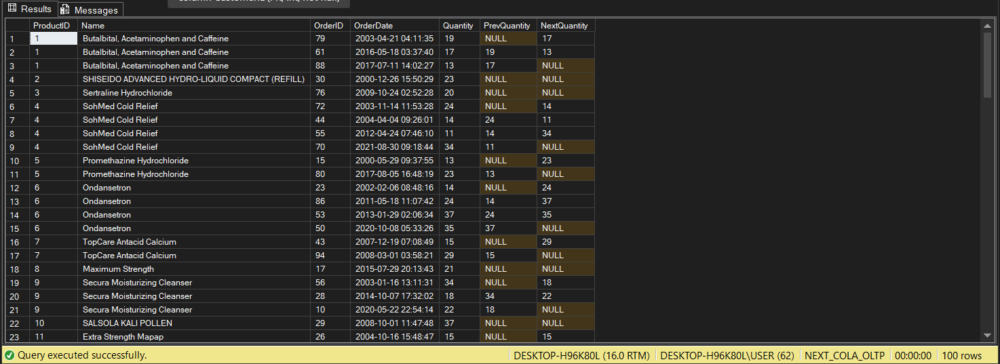 Results Messages
ProductID Name OrderID OrderDate Quantity PrevQuantity NextQuantity
1 1 Butalbital, Acetaminophen and Caffeine 79 2003-04-21 04:11:35 19 NULL 17
2 1 Butalbital, Acetaminophen and Caffeine 61 2016-05-18 03:37:40 17 19 13
3 1 Butalbital, Acetaminophen and Caffeine 88 2017-07-11 14:02:27 13 17 NULL
4 2 SHISEIDO ADVANCED HYDRO-LIQUID COMPACT (REFILL) 30 2000-12-26 15:50:29 23 NULL NULL
5 3 Sertraline Hydrochloride 76 2009-10-24 02:52:28 20 NULL NULL
6 4 SohMed Cold Relief 72 2003-11-14 11:53:28 24 NULL 14
7 4 SohMed Cold Relief 44 2004-04-04 09:26:01 14 24 11
8 4 SohMed Cold Relief 55 2012-04-24 07:46:10 11 14 34
9 4 SohMed Cold Relief 70 2021-08-30 09:18:44 34 11 NULL
10 5 Promethazine Hydrochloride 15 2000-05-29 09:37:55 13 NULL 23
11 5 Promethazine Hydrochloride 80 2017-08-05 16:48:19 23 13 NULL
12 6 Ondansetron 23 2002-02-06 08:48:16 14 NULL 24
13 6 Ondansetron 86 2011-05-18 11:07:42 24 14 37
14 6 Ondansetron 53 2013-01-29 02:06:34 37 24 35
15 6 Ondansetron 50 2020-10-08 05:33:26 35 37 NULL
16 7 TopCare Antacid Calcium 43 2007-12-19 07:08:49 15 NULL 29
17 7 TopCare Antacid Calcium 94 2008-03-01 03:58:21 29 15 NULL
18 8 Maximum Strength 17 2015-07-29 20:13:43 21 NULL NULL
19 9 Secura Moisturizing Cleanser 56 2003-01-16 13:11:31 34 NULL 18
20 9 Secura Moisturizing Cleanser 28 2014-10-07 17:32:02 18 34 22
21 9 Secura Moisturizing Cleanser 10 2020-05-22 22:54:14 22 18 NULL
22 10 SALSOLA KALI POLLEN 29 2008-10-01 11:47:48 37 NULL NULL
23 11 Extra Strength Mapap 26 2004-10-16 15:48:47 15 NULL 15
Query executed successfully. DESKTOP-H96K80L (16.0 RTM) DESKTOP-H96K80L\USER (62) NEXT_COLA_OLTP 00:00:00 100 rows